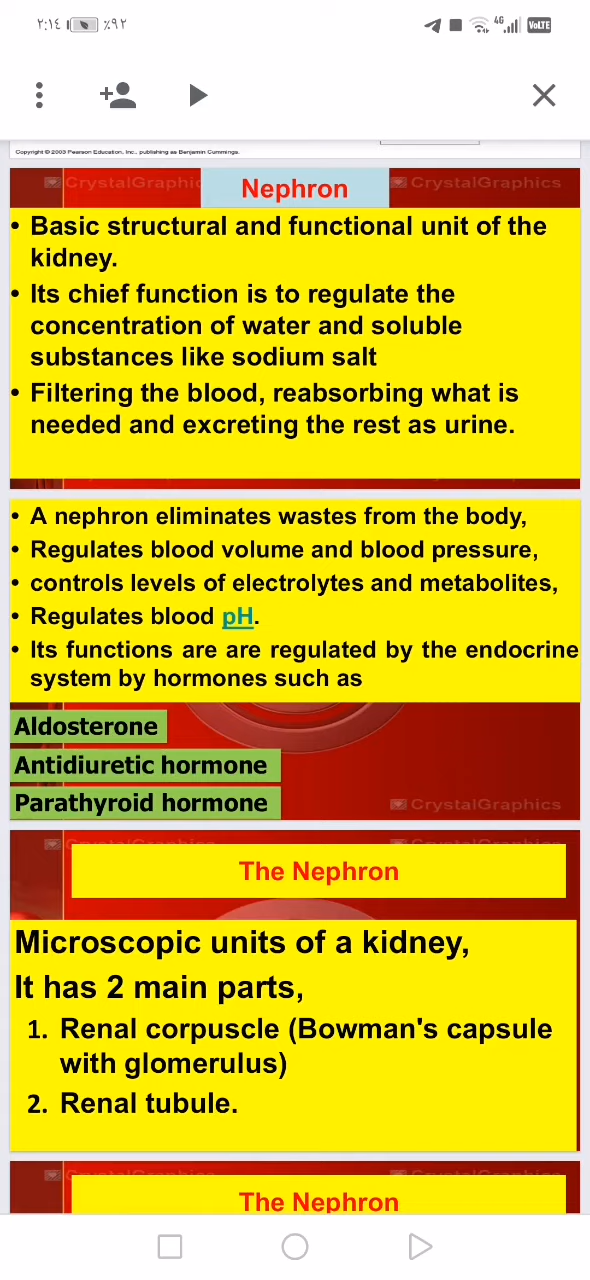 ٢:١٤ ٪٩٢ 4G VoLTE
Copyright © 2003 Pearson Education, Inc., publishing as Benjamin Cummings.
CrystalGraphic Nephron CrystalGraphics
• Basic structural and functional unit of the
kidney.
• Its chief function is to regulate the
concentration of water and soluble
substances like sodium salt
• Filtering the blood, reabsorbing what is
needed and excreting the rest as urine.
• A nephron eliminates wastes from the body,
• Regulates blood volume and blood pressure,
• controls levels of electrolytes and metabolites,
• Regulates blood pH.
• Its functions are are regulated by the endocrine
system by hormones such as
Aldosterone
Antidiuretic hormone
Parathyroid hormone
CrystalGraphics
The Nephron
Microscopic units of a kidney,
It has 2 main parts,
1. Renal corpuscle (Bowman's capsule
with glomerulus)
2. Renal tubule.
The Nephron